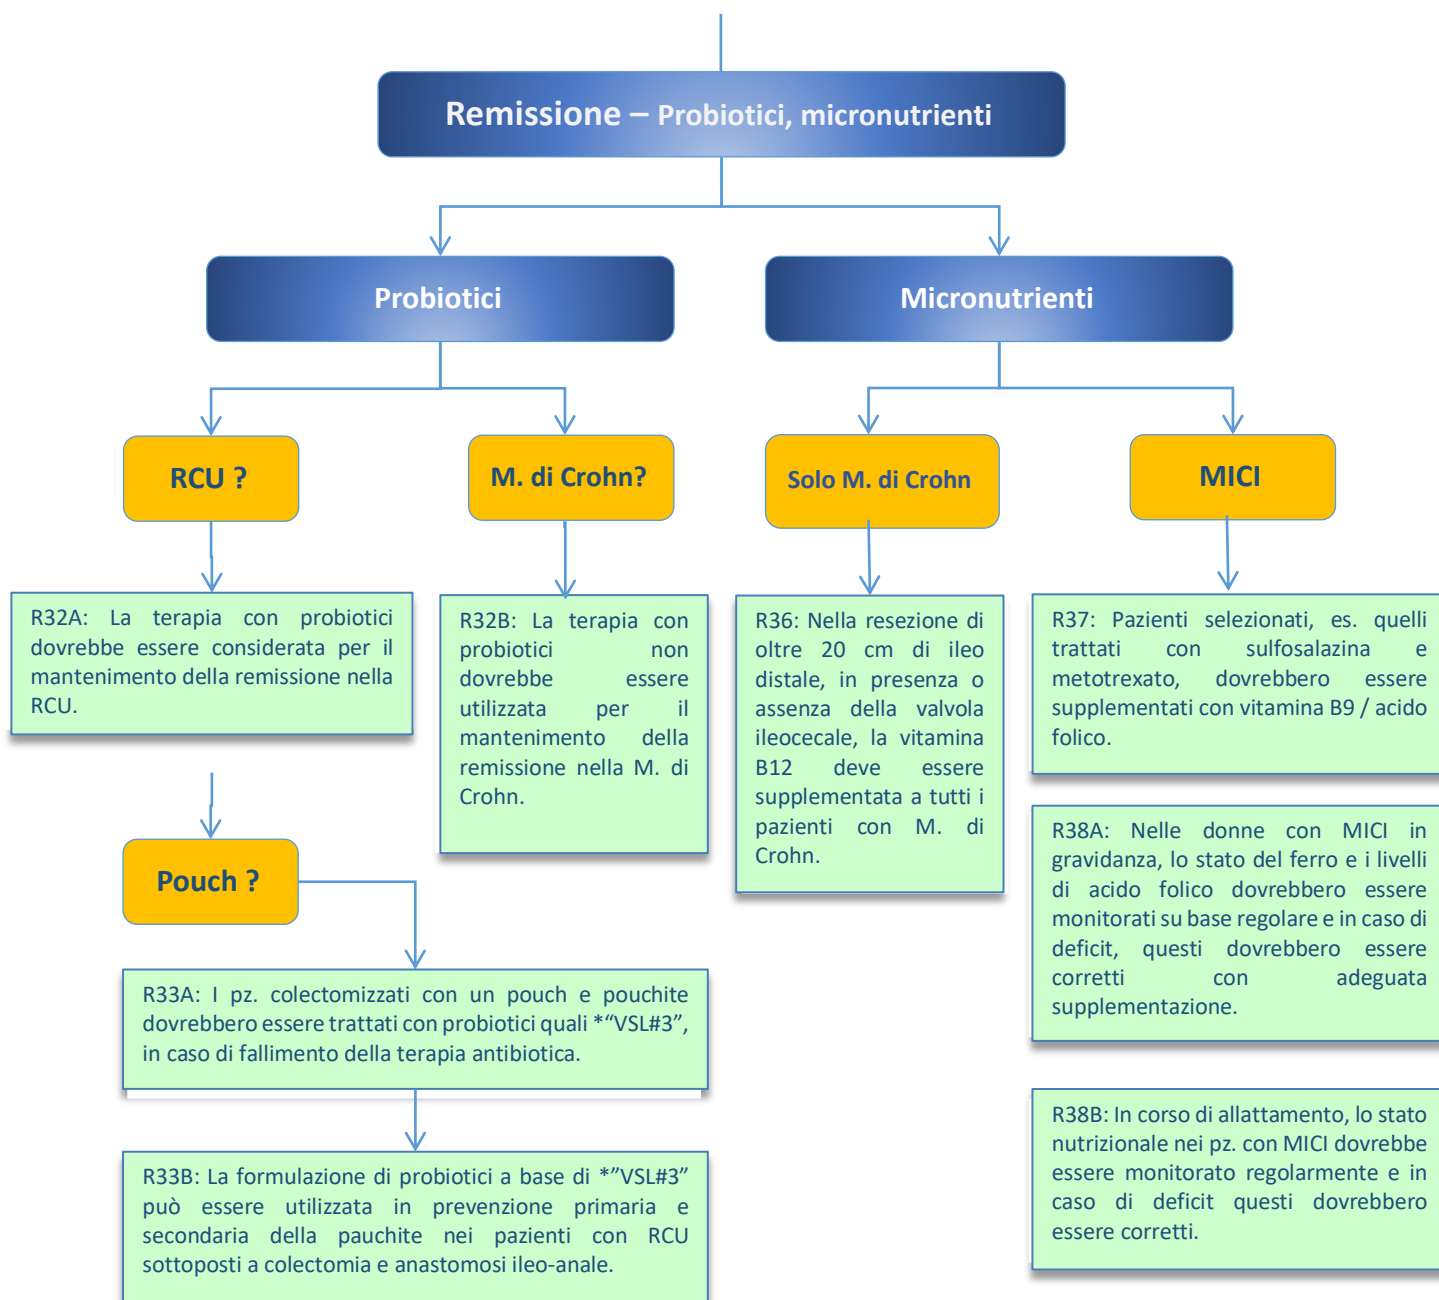 Remissione – Probiotici, micronutrienti
Probiotici
Micronutrienti
RCU ?
M. di Crohn?
Solo M. di Crohn
MICI
R32A: La terapia con probiotici
dovrebbe essere considerata per il
mantenimento della remissione nella
RCU.
R32B: La terapia con
probiotici non
dovrebbe essere
utilizzata per il
mantenimento della
remissione nella M. di
Crohn.
R36: Nella resezione di
oltre 20 cm di ileo
distale, in presenza o
assenza della valvola
ileocecale, la vitamina
B12 deve essere
supplementata a tutti i
pazienti con M. di
Crohn.
R37: Pazienti selezionati, es. quelli
trattati con sulfosalazina e
metotrexato, dovrebbero essere
supplementati con vitamina B9 / acido
folico.
Pouch ?
R38A: Nelle donne con MICI in
gravidanza, lo stato del ferro e i livelli
di acido folico dovrebbero essere
monitorati su base regolare e in caso di
deficit, questi dovrebbero essere
corretti con adeguata
supplementazione.
R33A: I pz. colectomizzati con un pouch e pouchite
dovrebbero essere trattati con probiotici quali *“VSL#3”,
in caso di fallimento della terapia antibiotica.
R33B: La formulazione di probiotici a base di *”VSL#3”
può essere utilizzata in prevenzione primaria e
secondaria della pauchite nei pazienti con RCU
sottoposti a colectomia e anastomosi ileo-anale.
R38B: In corso di allattamento, lo stato
nutrizionale nei pz. con MICI dovrebbe
essere monitorato regolarmente e in
caso di deficit questi dovrebbero
essere corretti.